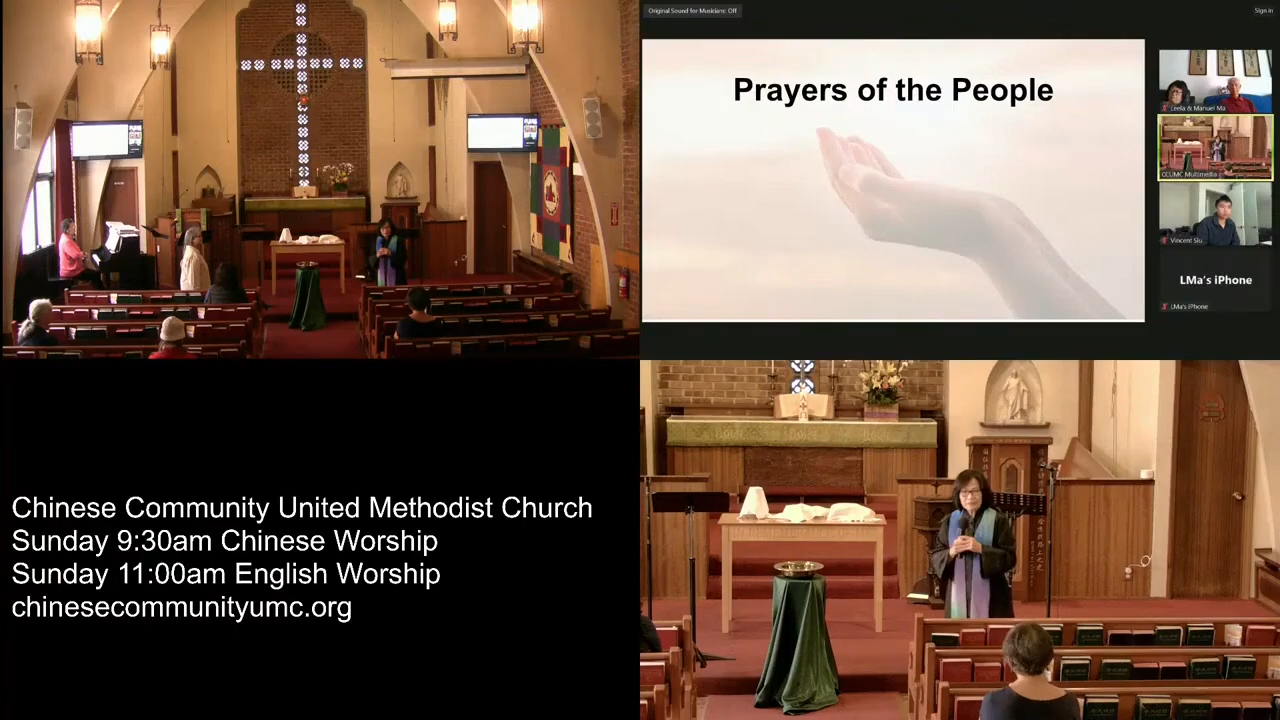 Original Sound for Musicians: Off
Sign in
Prayers of the People
Leela & Manuel Ma
CCUMC Multimedia
Vincent Siu
LMa's iPhone
LMa's iPhone
Chinese Community United Methodist Church
Sunday 9:30am Chinese Worship
Sunday 11:00am English Worship
chinesecommunityumc.org